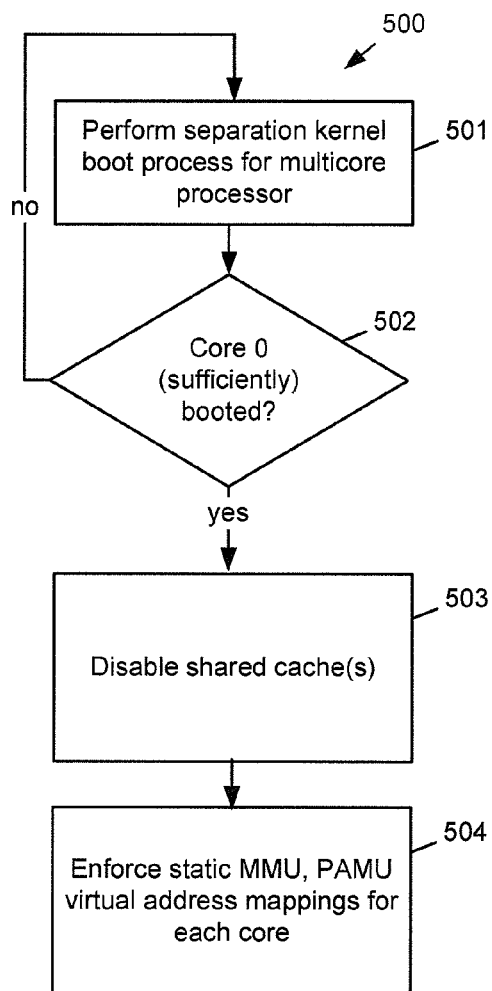 500
Perform separation kernel
boot process for multicore
processor
501
no
502
Core 0
(sufficiently)
booted?
yes
503
Disable shared cache(s)
504
Enforce static MMU, PAMU
virtual address mappings for
each core